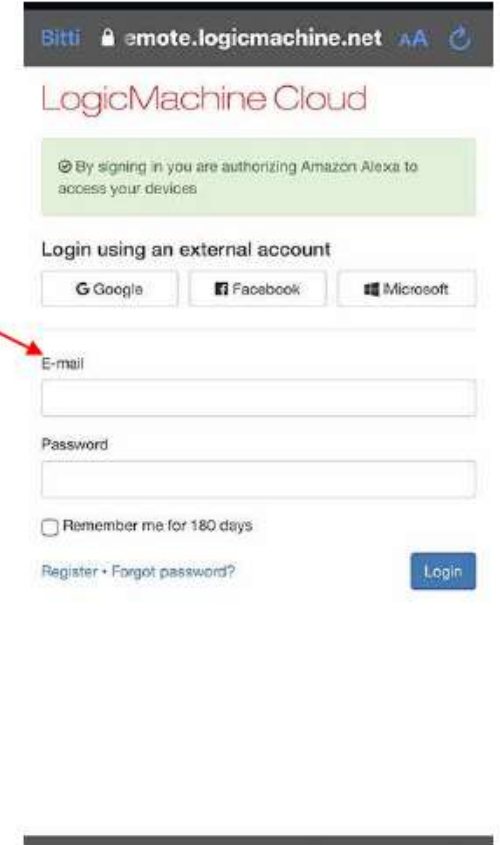 Bitti emote.logicmachine.net AA
LogicMachine Cloud
By signing in you are authorizing Amazon Alexa to
access your devices
Login using an external account
Google Facebook Microsoft
E-mail
Password
Remember me for 180 days
Register • Forgot password?
Login